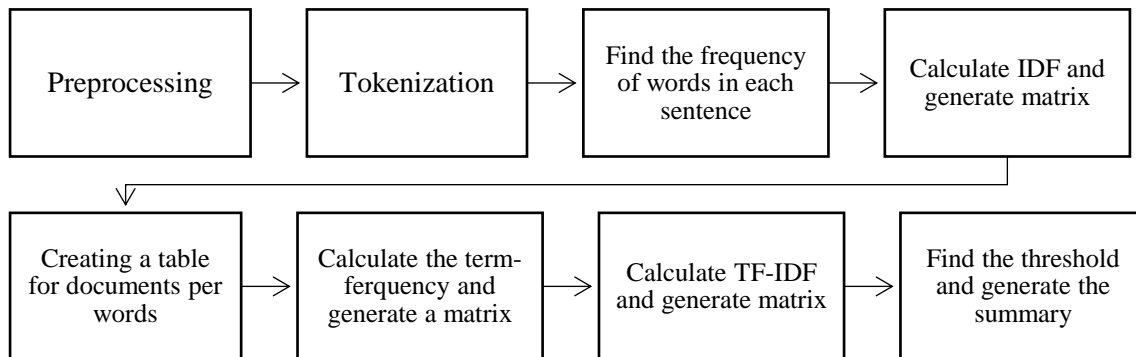 Preprocessing
Tokenization
Find the frequency
of words in each
sentence
Calculate IDF and
generate matrix
Creating a table
for documents per
words
Calculate the term-
ferquency and
generate a matrix
Calculate TF-IDF
and generate matrix
Find the threshold
and generate the
summary